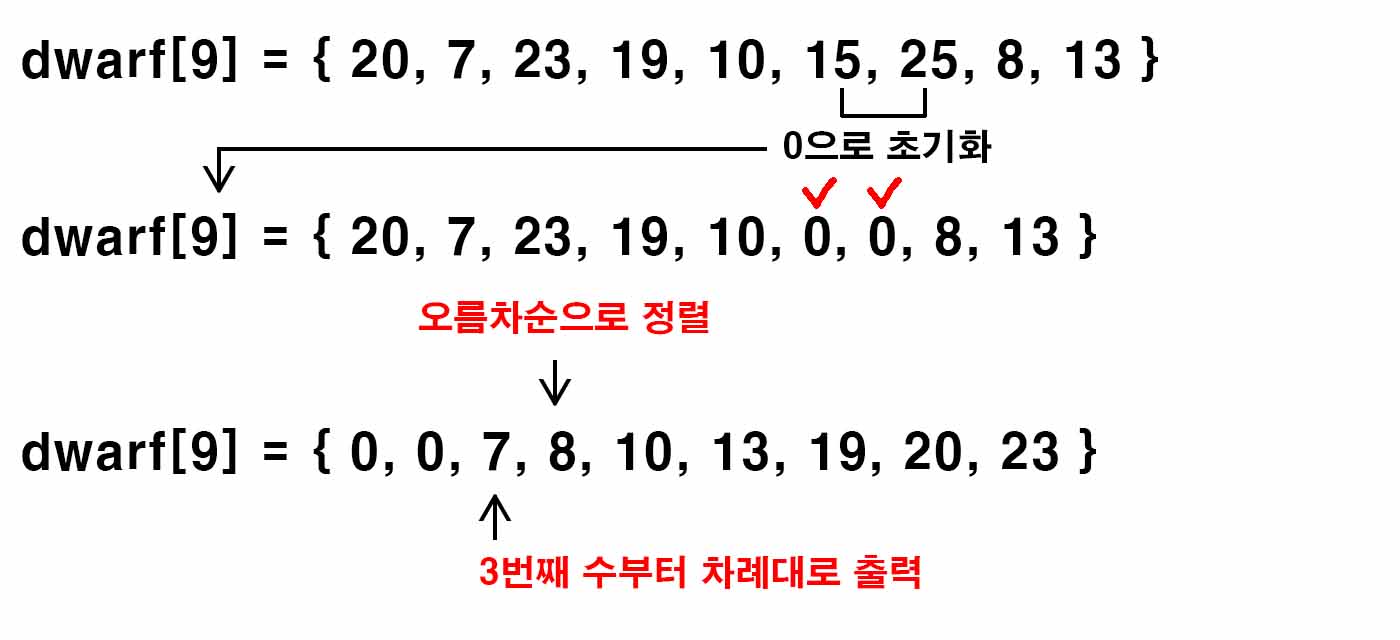 dwarf[9] = { 20, 7, 23, 19, 10, 15, 25, 8, 13 }
0으로 초기화
dwarf[9] = { 20, 7, 23, 19, 10, 0, 0, 8, 13 }
오름차순으로 정렬
dwarf[9] = { 0, 0, 7, 8, 10, 13, 19, 20, 23 }
3번째 수부터 차례대로 출력